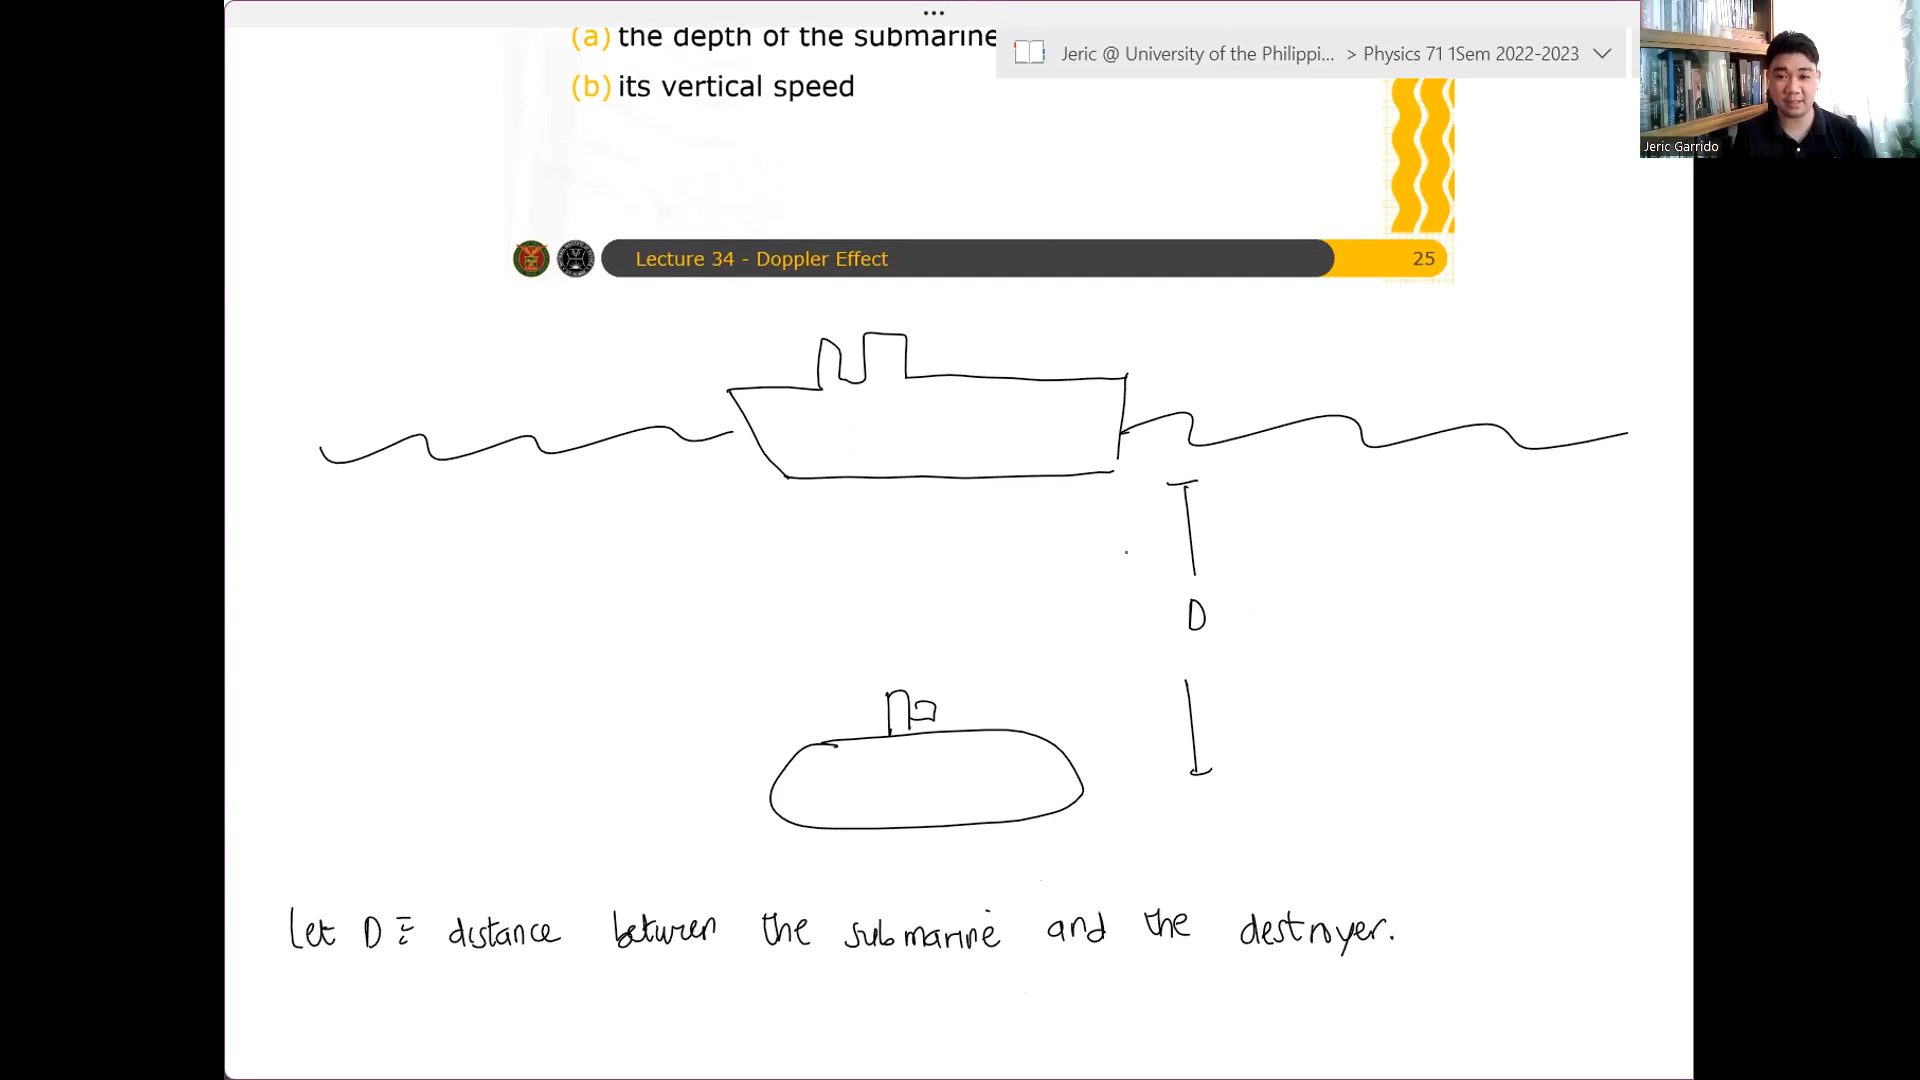 ...
(a) the depth of the submarine
Jeric @ University of the Philippi... > Physics 71 1Sem 2022-2023
(b) its vertical speed
Jeric Garrido
Lecture 34 - Doppler Effect 25
D
Let D ≡ distance between the submarine and the destroyer.